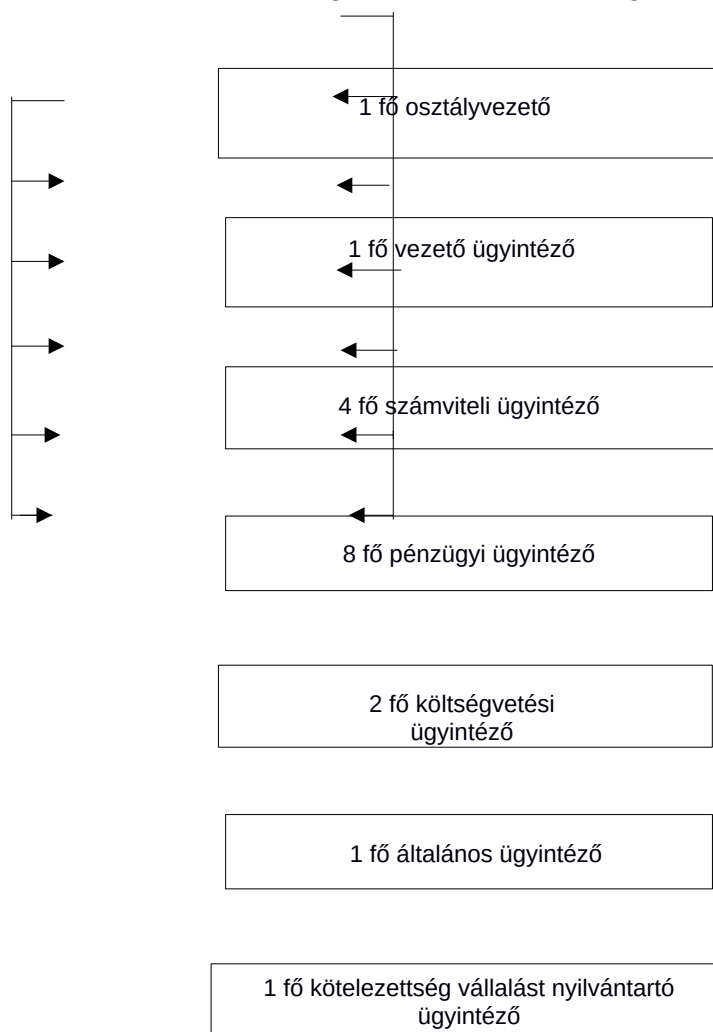 1 fő osztályvezető
1 fő vezető ügyintéző
4 fő számviteli ügyintéző
8 fő pénzügyi ügyintéző
2 fő költségvetési
ügyintéző
1 fő általános ügyintéző
1 fő kötelezettség vállalást nyilvántartó
ügyintéző